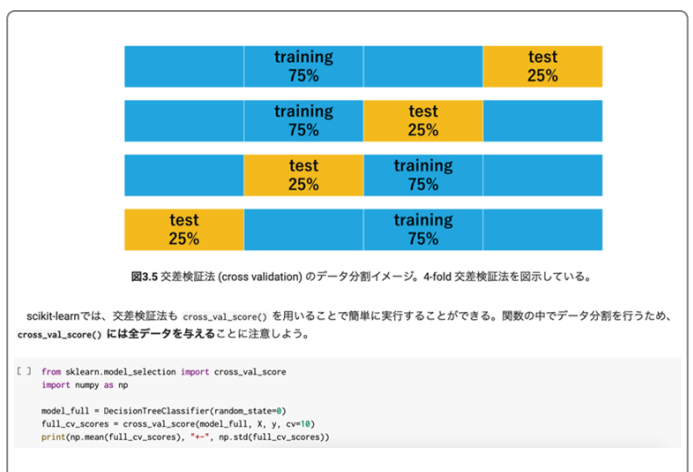 training
75%
test
25%
training
75%
test
25%
test
25%
training
75%
test
25%
training
75%
図3.5 交差検証法 (cross validation) のデータ分割イメージ。4-fold 交差検証法を図示している。
scikit-learnでは、交差検証法も cross_val_score() を用いることで簡単に実行することができる。関数の中でデータ分割を行うため、
cross_val_score() には全データを与えることに注意しよう。
[ ] from sklearn.model_selection import cross_val_score
import numpy as np
model_full = DecisionTreeClassifier(random_state=0)
full_cv_scores = cross_val_score(model_full, X, y, cv=10)
print(np.mean(full_cv_scores), "+-", np.std(full_cv_scores))